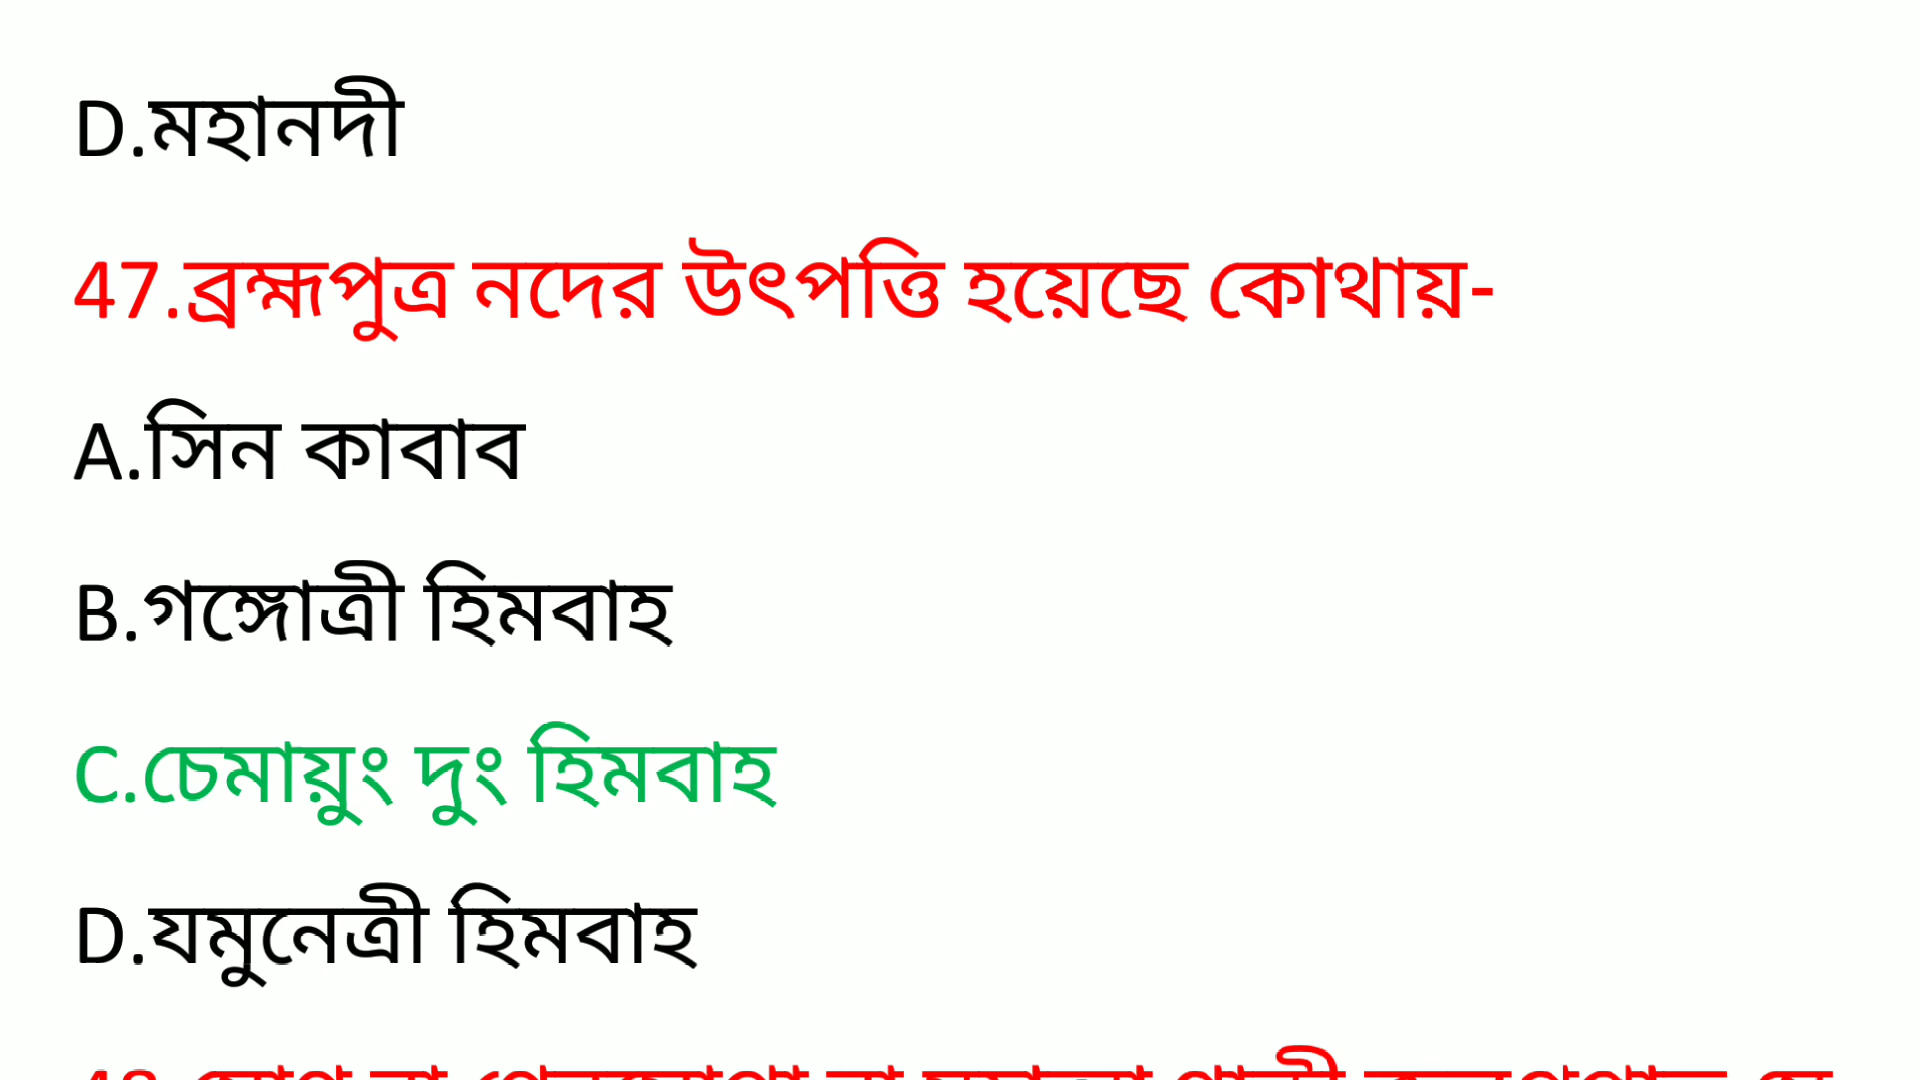 D.মহানদী
47.ব্রহ্মপুত্র নদের উৎপত্তি হয়েছে কোথায়-
A.সিন কাবাব
B.গঙ্গোত্রী হিমবাহ
C.চেমায়ুং দুং হিমবাহ
D.যমুনেত্রী হিমবাহ